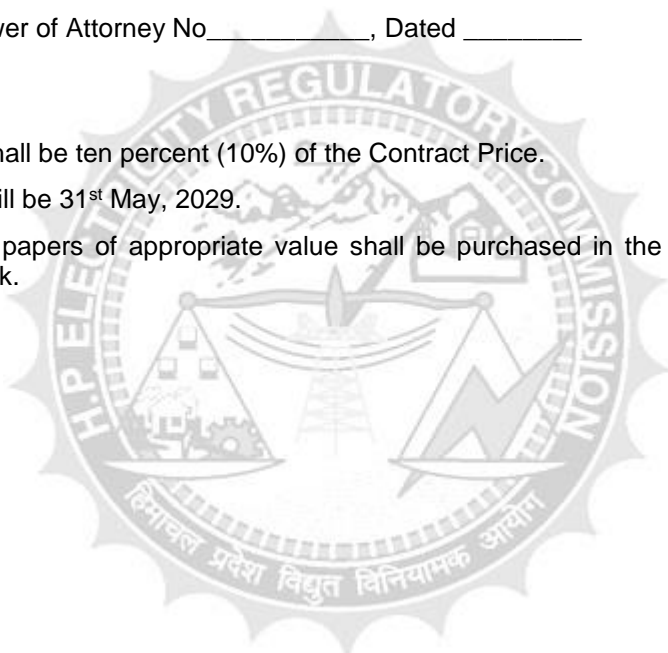 wer of Attorney No___________, Dated ________
hall be ten percent (10%) of the Contract Price.
ill be 31st May, 2029.
papers of appropriate value shall be purchased in the
k.
H.P ELECTRICITY REGULATORY COMMISSION
हिमाचल प्रदेश विद्युत विनियामक आयोग